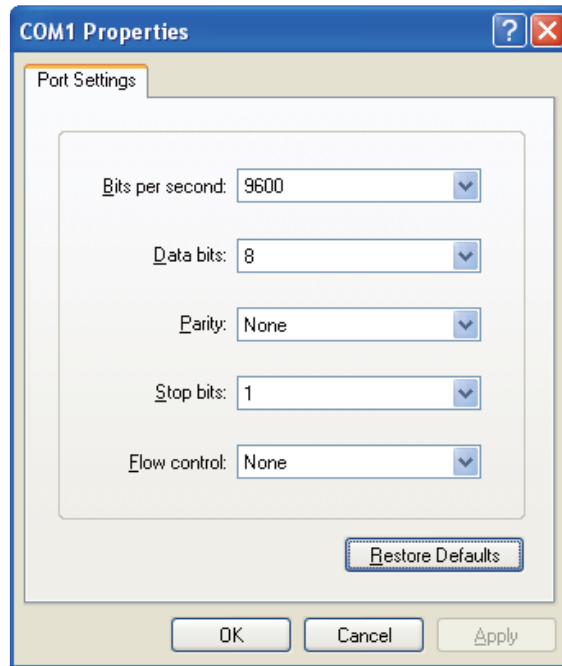 COM1 Properties
Port Settings
Bits per second: 9600
Data bits: 8
Parity: None
Stop bits: 1
Flow control: None
Restore Defaults
OK Cancel Apply